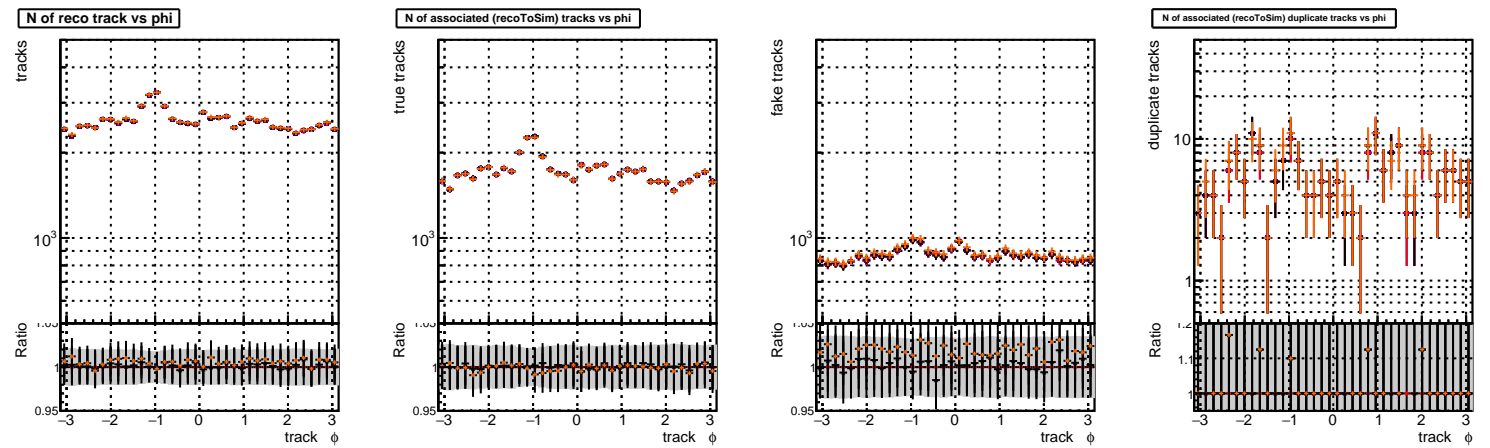 N of reco track vs phi
tracks
10³
Ratio
1.05
1
0.95
−3 −2 −1 0 1 2 3
track ϕ
N of associated (recoToSim) tracks vs phi
true tracks
10³
Ratio
1.05
1
0.95
−3 −2 −1 0 1 2 3
track ϕ
fake tracks
10³
Ratio
1.05
1
0.95
−3 −2 −1 0 1 2 3
track ϕ
N of associated (recoToSim) duplicate tracks vs phi
duplicate tracks
10
1
Ratio
1.2
1.1
1
−3 −2 −1 0 1 2 3
track ϕ